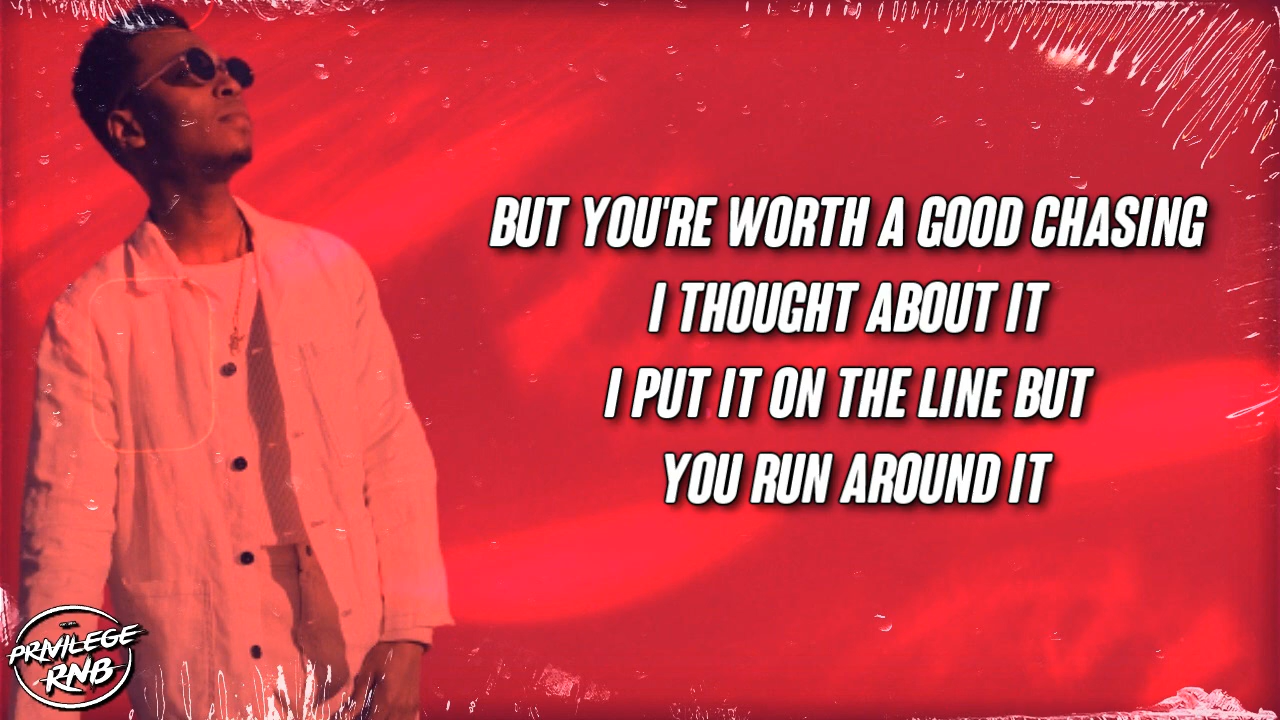 BUT YOU'RE WORTH A GOOD CHASING
I THOUGHT ABOUT IT
I PUT IT ON THE LINE BUT
YOU RUN AROUND IT
PRIVILEGE
RNB